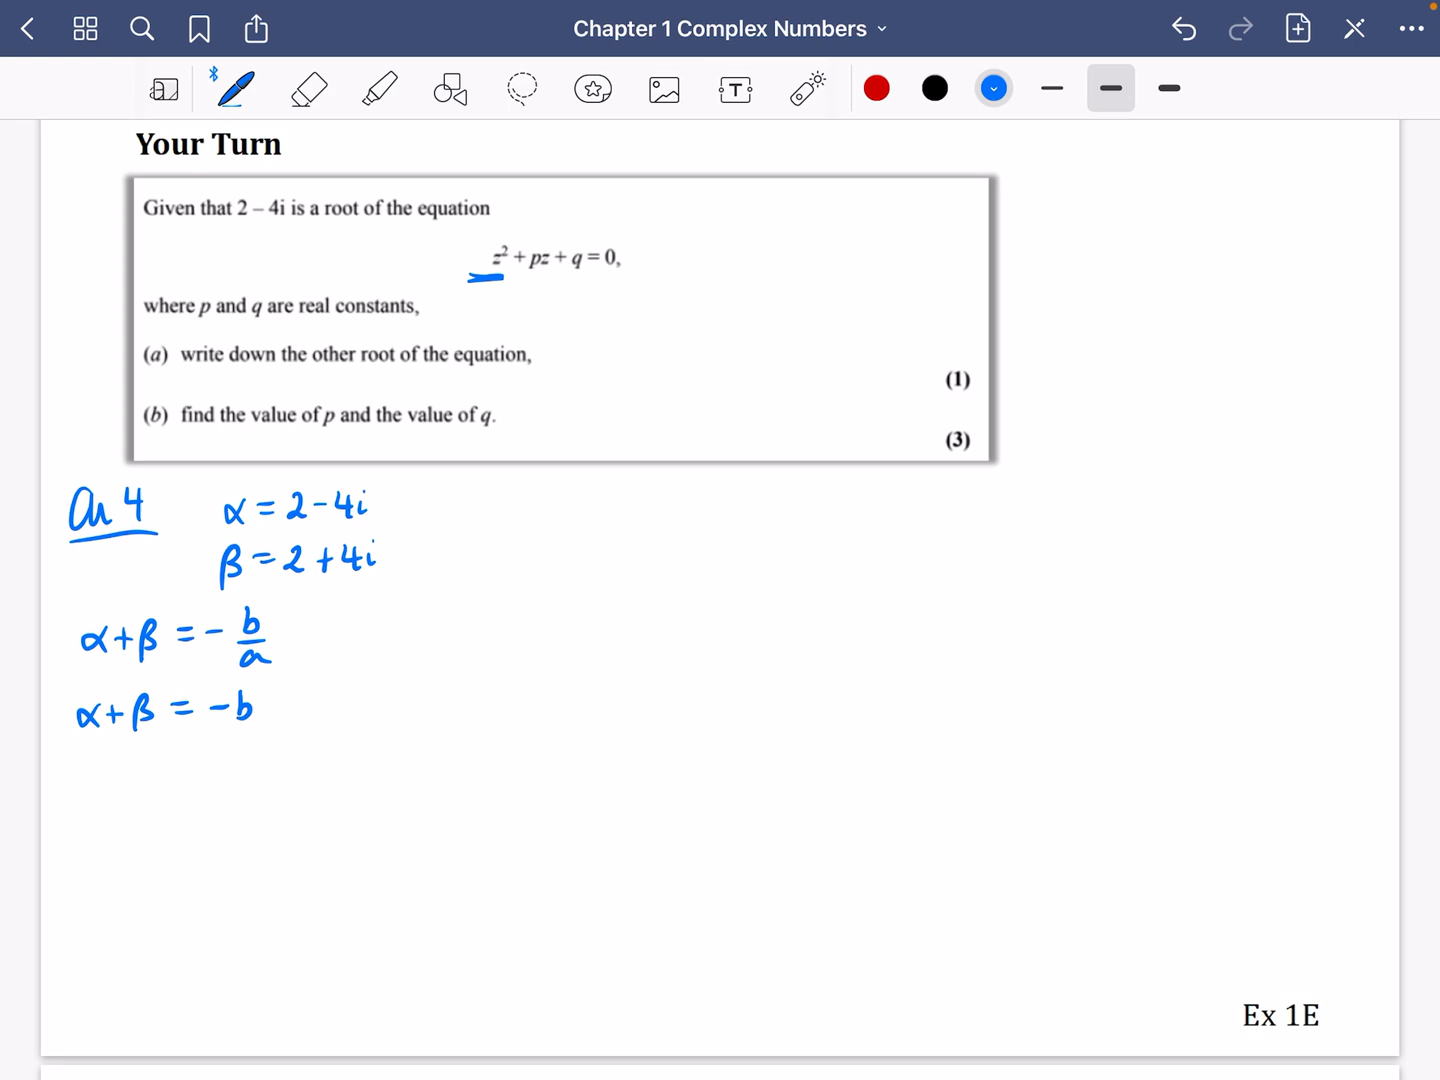 Chapter 1 Complex Numbers
Your Turn
Given that 2 – 4i is a root of the equation
z² + pz + q = 0,
where p and q are real constants,
(a) write down the other root of the equation,
(1)
(b) find the value of p and the value of q.
(3)
Ch 4
α = 2 - 4i
β = 2 + 4i
α + β = - b/a
α + β = - b
Ex 1E